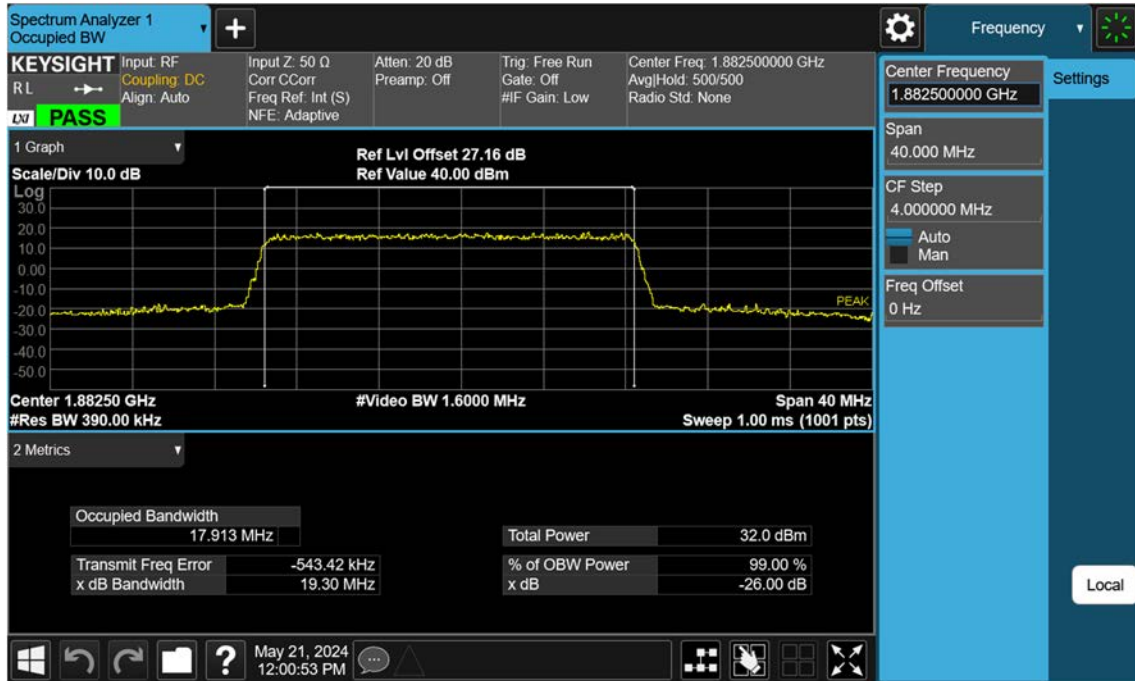 Spectrum Analyzer 1
Occupied BW
+
Frequency
KEYSIGHT
R L
LXI
PASS
Input: RF
Coupling: DC
Align: Auto
Input Z: 50 Ω
Corr CCorr
Freq Ref: Int (S)
NFE: Adaptive
Atten: 20 dB
Preamp: Off
Trig: Free Run
Gate: Off
#IF Gain: Low
Center Freq: 1.882500000 GHz
Avg|Hold: 500/500
Radio Std: None
Center Frequency
1.882500000 GHz
Settings
Span
40.000 MHz
CF Step
4.000000 MHz
Auto
Man
Freq Offset
0 Hz
Local
1 Graph
Scale/Div 10.0 dB
Ref Lvl Offset 27.16 dB
Ref Value 40.00 dBm
Log
30.0
20.0
10.0
0.00
-10.0
-20.0
-30.0
-40.0
-50.0
PEAK
Center 1.88250 GHz
#Video BW 1.6000 MHz
Span 40 MHz
#Res BW 390.00 kHz
Sweep 1.00 ms (1001 pts)
2 Metrics
Occupied Bandwidth
17.913 MHz
Total Power 32.0 dBm
Transmit Freq Error -543.42 kHz
% of OBW Power 99.00 %
x dB Bandwidth 19.30 MHz
x dB -26.00 dB
?
May 21, 2024
12:00:53 PM